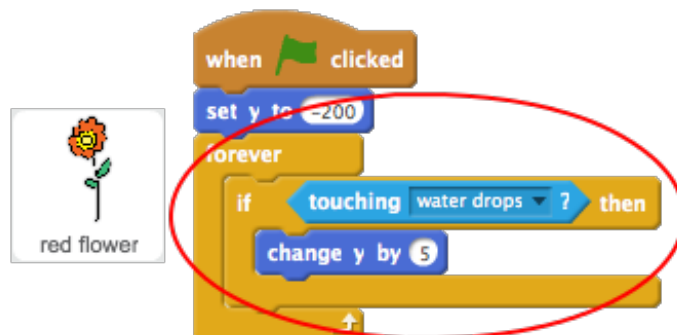 when clicked
set y to -200
forever
if touching water drops ? then
change y by 5
red flower